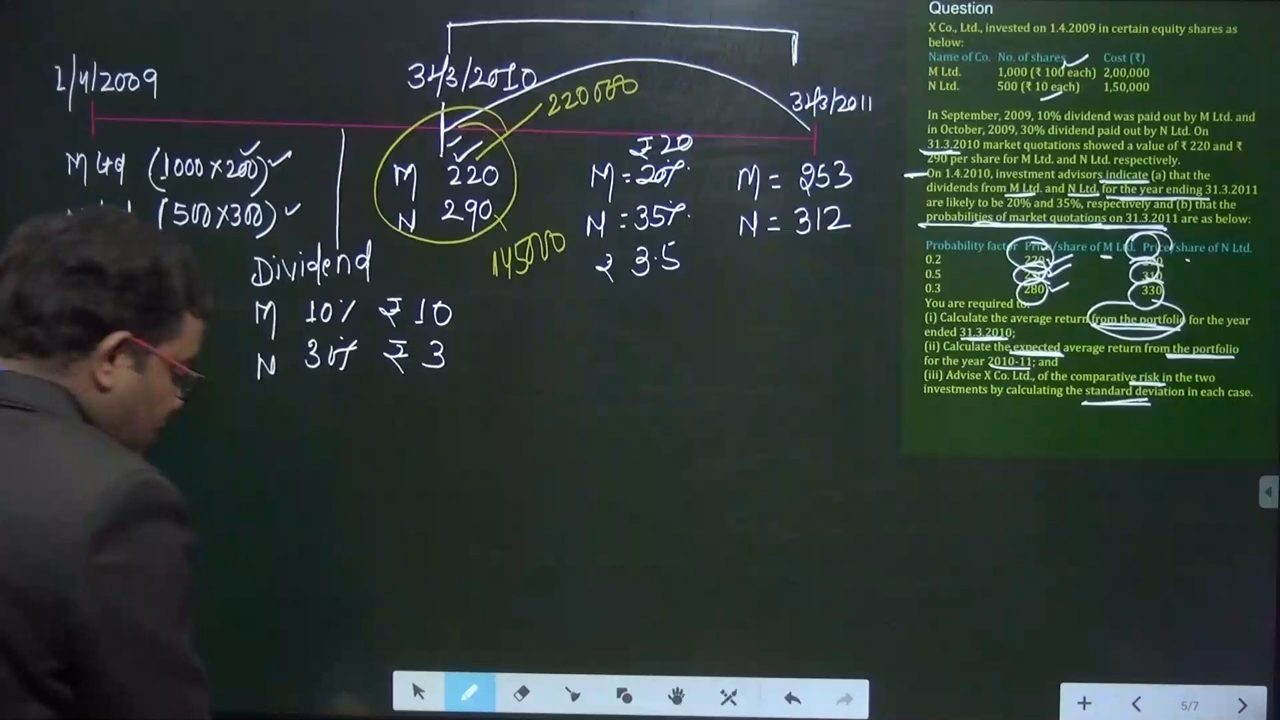 1/4/2009
31/3/2010
31/3/2011
220000
M Ltd (1000 × 200)
(500 × 300)
M 220
N 290
145000
₹ 20
M = 20%
N = 35%
₹ 3.5
M = 253
N = 312
Dividend
M 10% ₹ 10
N 30% ₹ 3
Question
X Co., Ltd., invested on 1.4.2009 in certain equity shares as
below:
Name of Co. No. of shares Cost (₹)
M Ltd. 1,000 (₹ 100 each) 2,00,000
N Ltd. 500 (₹ 10 each) 1,50,000
In September, 2009, 10% dividend was paid out by M Ltd. and
in October, 2009, 30% dividend paid out by N Ltd. On
31.3.2010 market quotations showed a value of ₹ 220 and ₹
290 per share for M Ltd. and N Ltd. respectively.
On 1.4.2010, investment advisors indicate (a) that the
dividends from M Ltd. and N Ltd. for the year ending 31.3.2011
are likely to be 20% and 35%, respectively and (b) that the
probabilities of market quotations on 31.3.2011 are as below:
Probability factor Price/share of M Ltd. Price/share of N Ltd.
0.2 220
0.5 310
0.3 280 330
You are required to:
(i) Calculate the average return from the portfolio for the year
ended 31.3.2010;
(ii) Calculate the expected average return from the portfolio
for the year 2010-11; and
(iii) Advise X Co. Ltd., of the comparative risk in the two
investments by calculating the standard deviation in each case.
5/7